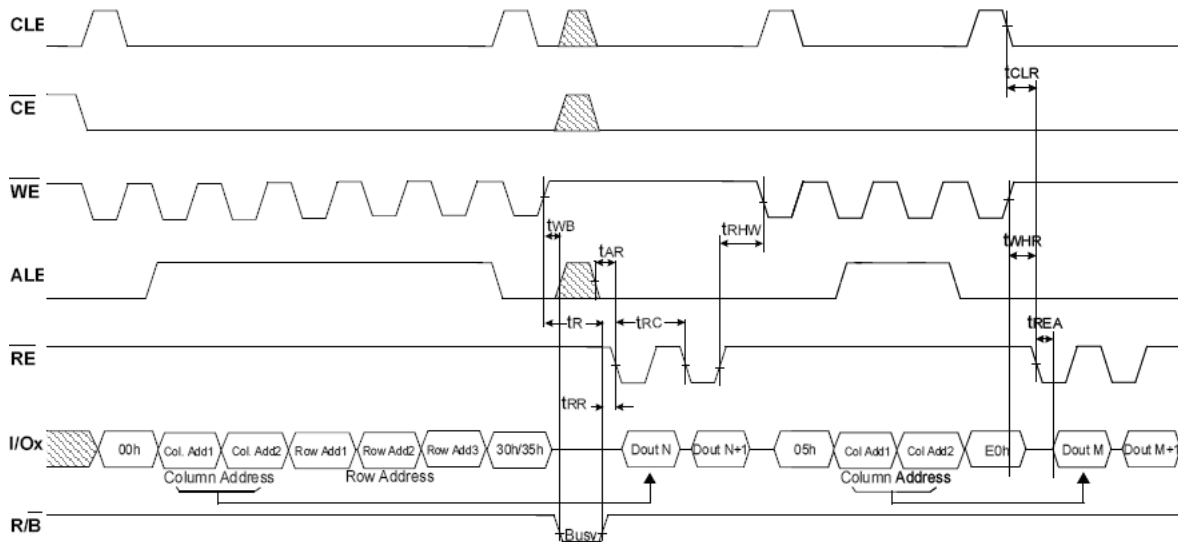 CLE
tCLR
CE
WE
tWB
tAR
tRHW
tWHR
ALE
tR
tRC
tREA
RE
tRR
I/Ox
00h Col. Add1 Col. Add2 Row Add1 Row Add2 Row Add3 30h/35h Dout N Dout N+1 05h Col Add1 Col Add2 E0h Dout M Dout M+1
Column Address Row Address Column Address
R/B
Busy